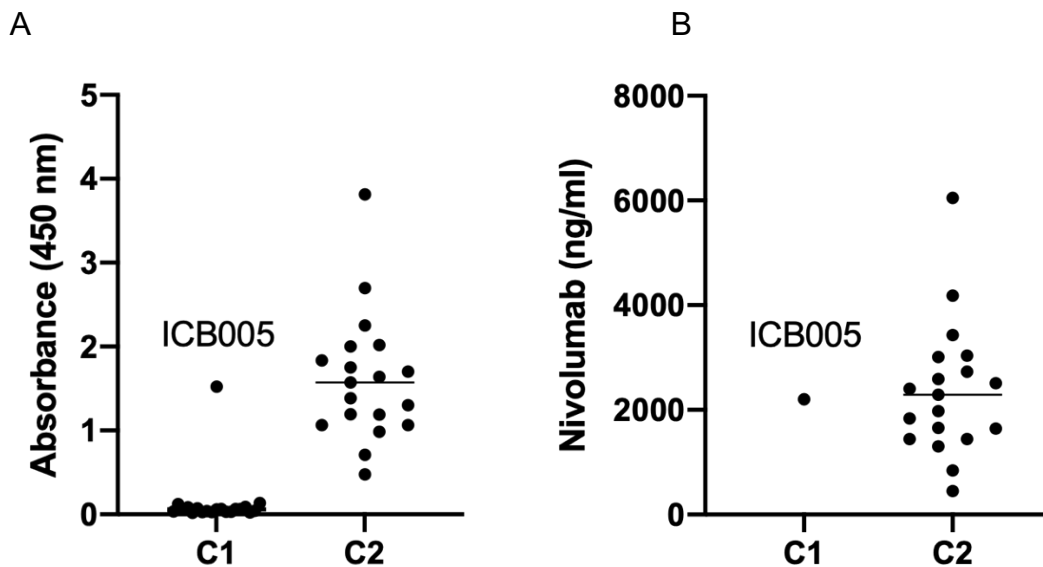 A
B
Absorbance (450 nm)
5
4
3
2
1
0
ICB005
C1
C2
Nivolumab (ng/ml)
8000
6000
4000
2000
0
ICB005
C1
C2